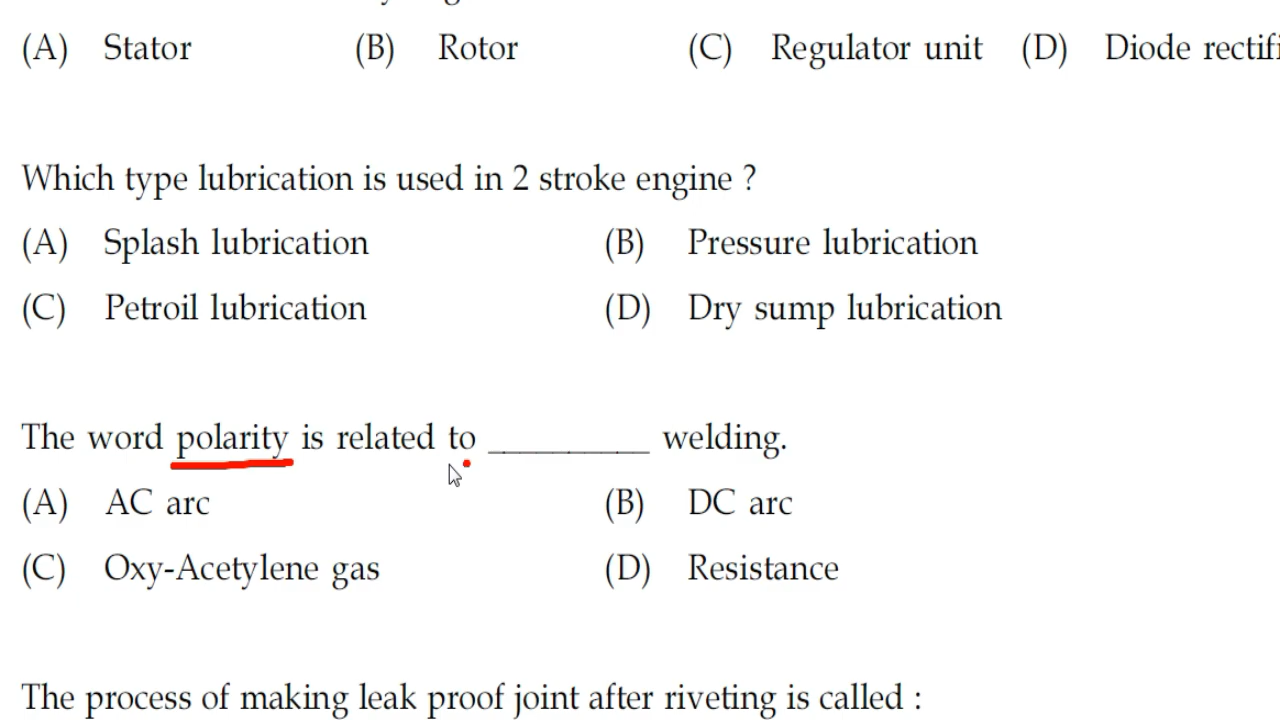 (A) Stator (B) Rotor (C) Regulator unit (D) Diode
Which type lubrication is used in 2 stroke engine ?
(A) Splash lubrication (B) Pressure lubrication
(C) Petroil lubrication (D) Dry sump lubrication
The word polarity is related to __________ welding.
(A) AC arc (B) DC arc
(C) Oxy-Acetylene gas (D) Resistance
The process of making leak proof joint after riveting is called :